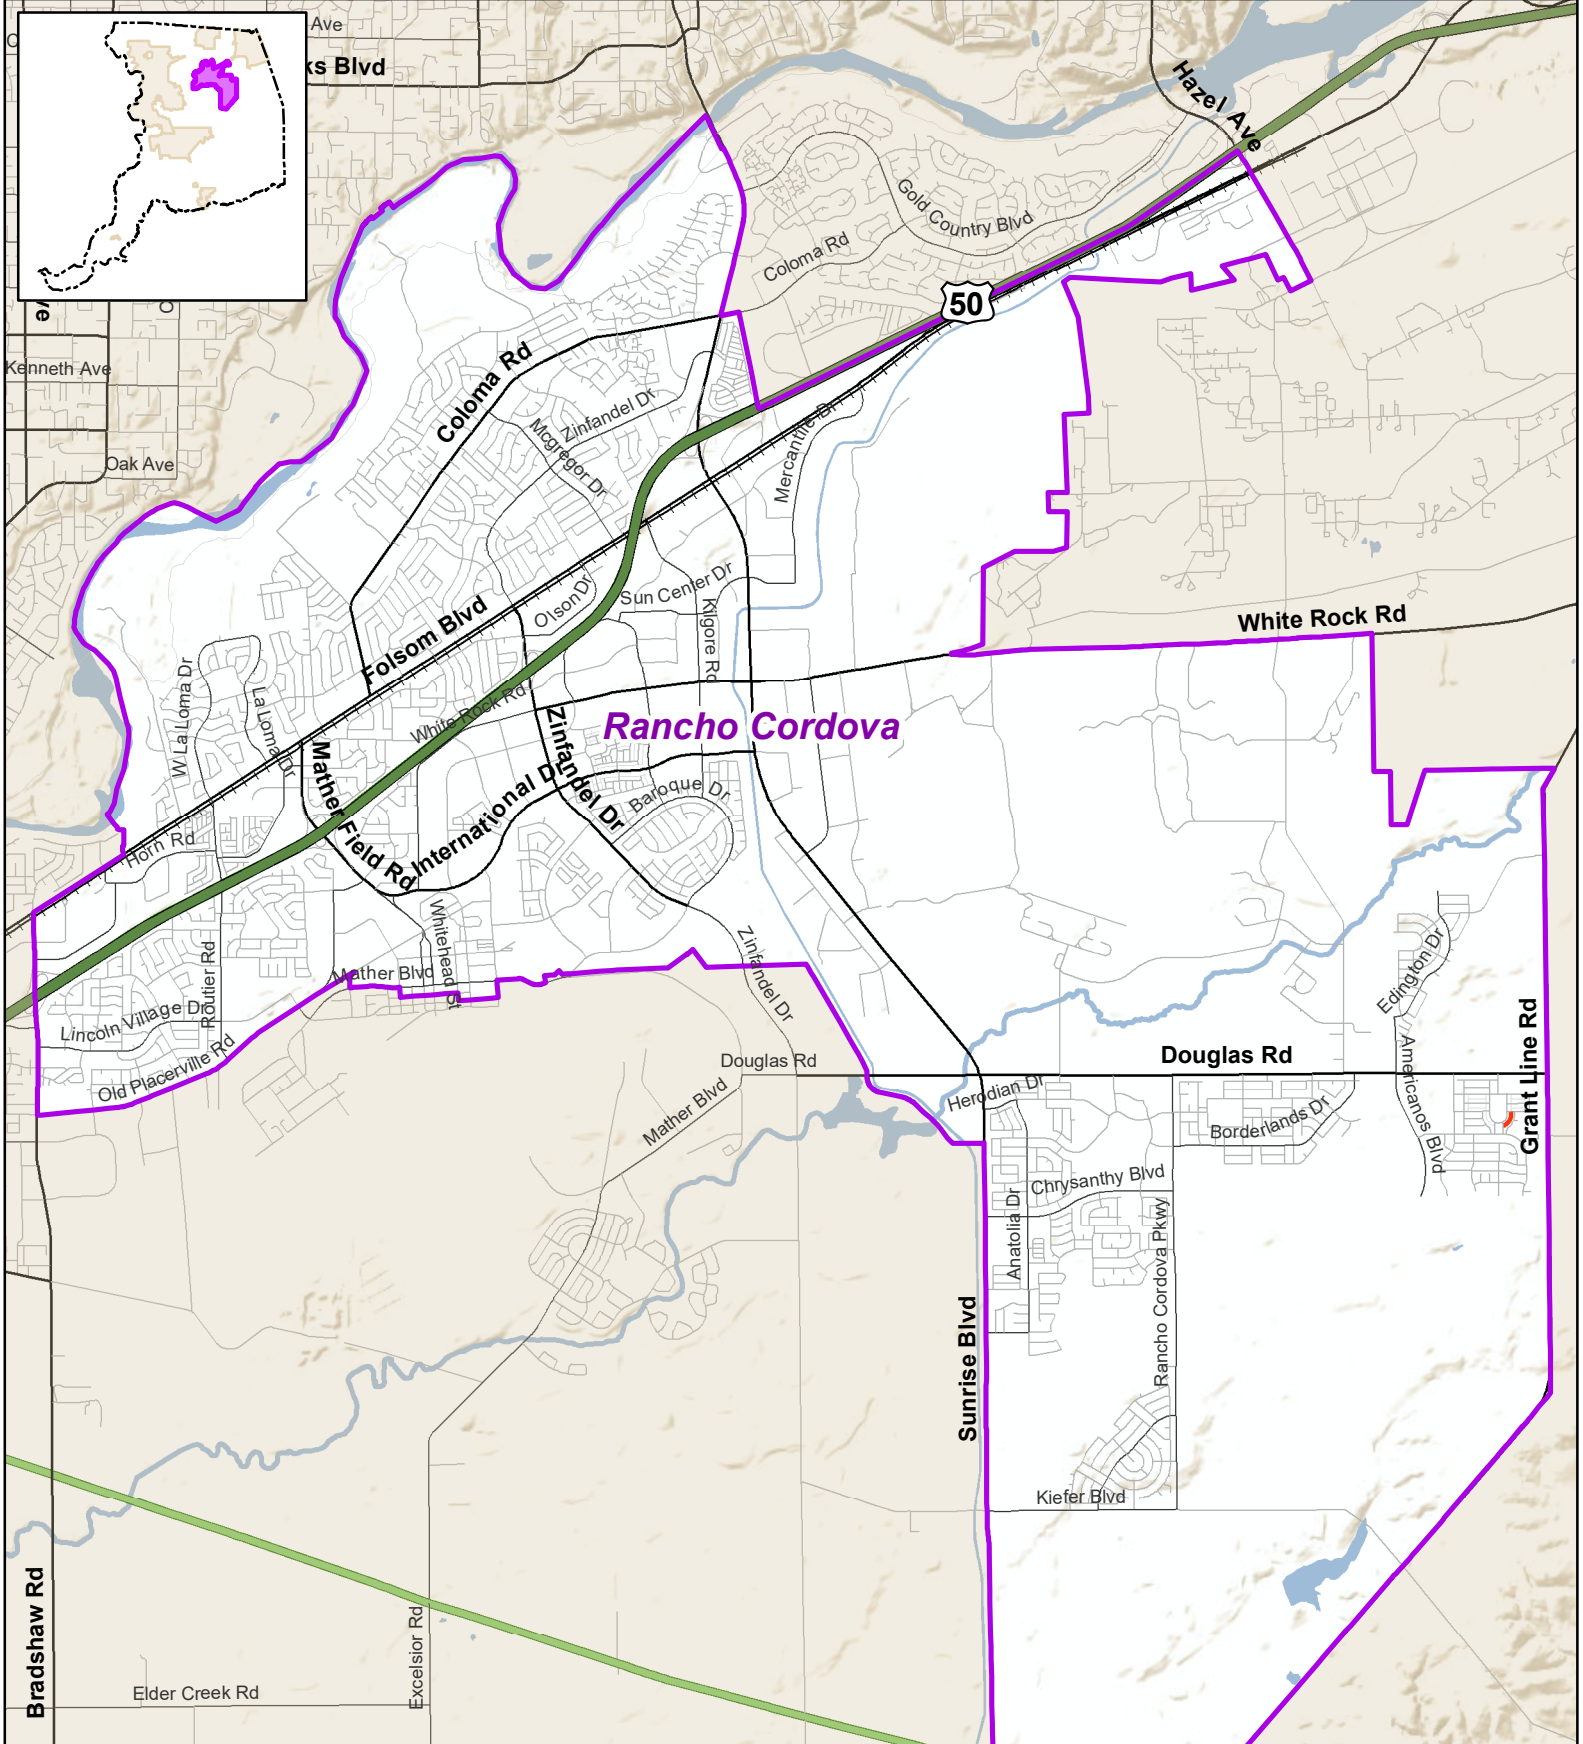 Ave
ks Blvd
Hazel Ave
Gold Country Blvd
Coloma Rd
50
ve
Kenneth Ave
Coloma Rd
Zinfandel Dr
Mcgregor Dr
Mercantile Dr
Oak Ave
Olson Dr
Sun Center Dr
Kilgore Rd
Folsom Blvd
White Rock Rd
W La Loma Dr
La Loma Dr
White Rock Rd
Rancho Cordova
Zinfandel Dr
Mather Field Rd
International Dr
Baroque Dr
Horn Rd
Whitehead St
Zinfandel Dr
Routier Rd
Mather Blvd
Lincoln Village Dr
Old Placerville Rd
Edington Dr
Grant Line Rd
Douglas Rd
Douglas Rd
Americanos Blvd
Mather Blvd
Herodian Dr
Borderlands Dr
Chrysanthy Blvd
Anatolia Dr
Rancho Cordova Pkwy
Sunrise Blvd
Kiefer Blvd
Bradshaw Rd
Excelsior Rd
Elder Creek Rd